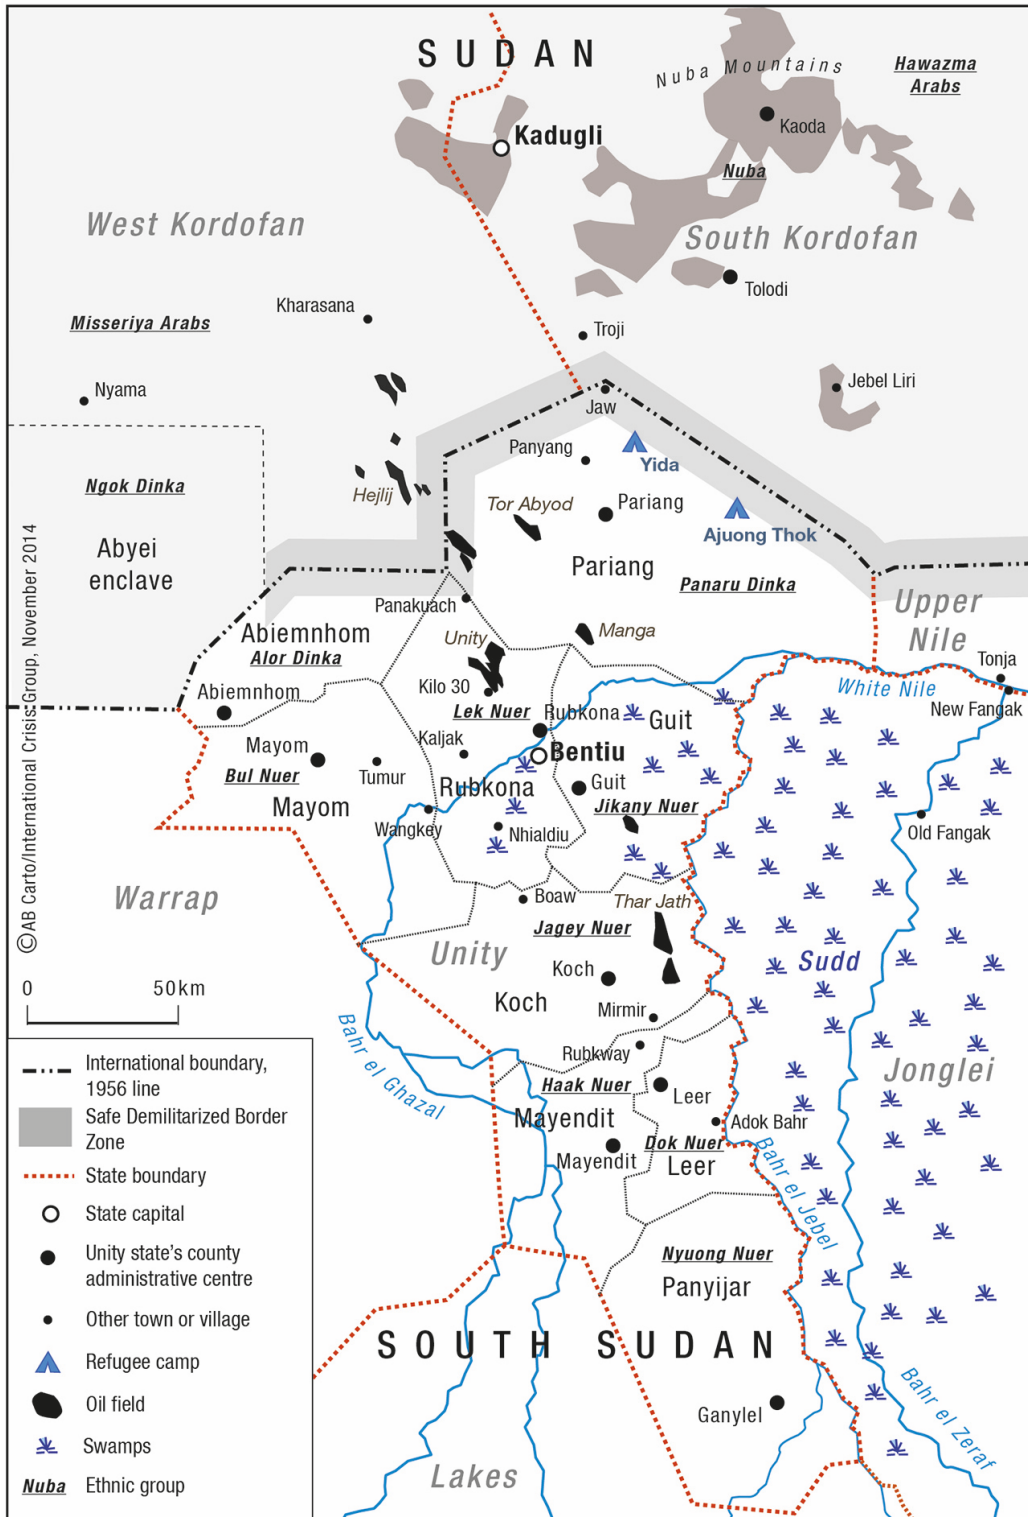 SUDAN
Nuba Mountains
Hawazma
Arabs
Kaoda
Kadugli
Nuba
West Kordofan
South Kordofan
Tolodi
Kharasana
Misseriya Arabs
Troji
Nyama
Jebel Liri
Jaw
Panyang
Yida
Ngok Dinka
Hejlij
Tor Abyod
Pariang
Ajuong Thok
Abyei
enclave
Pariang
Panaru Dinka
Panakuach
Upper
Nile
Abiemnhom
Alor Dinka
Unity
Manga
Tonja
Kilo 30
White Nile
Abiemnhom
New Fangak
Lek Nuer
Rubkona
Guit
Kaljak
Bentiu
Mayom
Bul Nuer
Tumur
Rubkona
Guit
Mayom
Jikany Nuer
Wangkey
Nhialdiu
Old Fangak
Warrap
Boaw
Thar Jath
Jagey Nuer
Unity
Sudd
Koch
Koch
Mirmir
Bahr el Ghazal
Rubkway
Jonglei
Haak Nuer
Leer
Mayendit
Adok Bahr
Dok Nuer
Mayendit
Leer
Bahr el Jebel
Nyuong Nuer
Panyijar
SOUTH SUDAN
Ganylel
Bahr el Zeraf
Lakes
©AB Carto/International Crisis Group, November 2014
0 50km
International boundary,
1956 line
Safe Demilitarized Border
Zone
State boundary
State capital
Unity state’s county
administrative centre
Other town or village
Refugee camp
Oil field
Swamps
Nuba Ethnic group